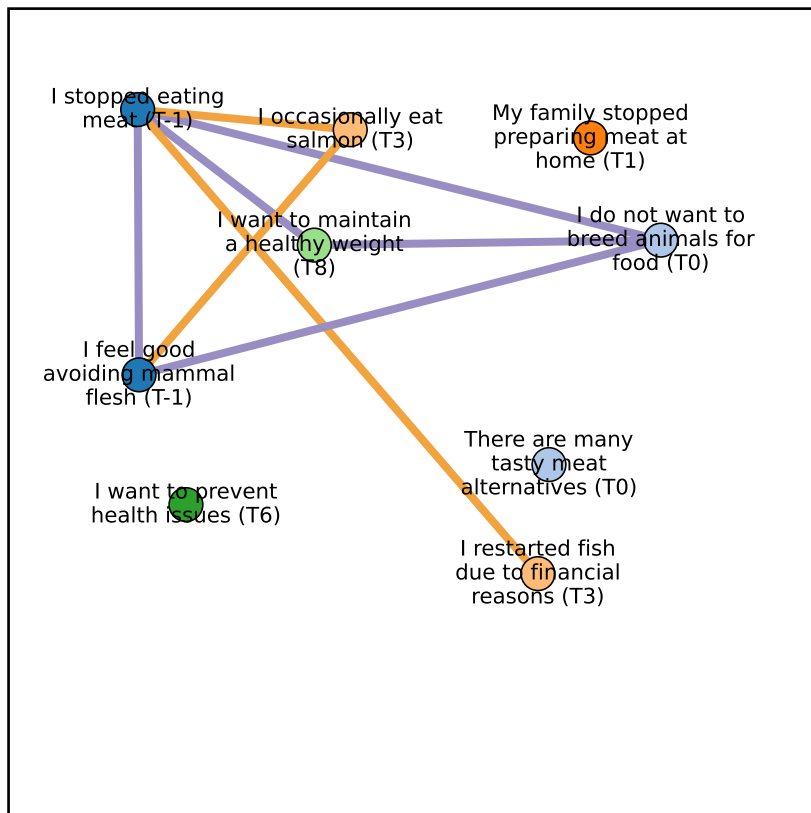 I stopped eating
meat (T-1)
I occasionally eat
salmon (T3)
My family stopped
preparing meat at
home (T1)
I want to maintain
a healthy weight
(T8)
I do not want to
breed animals for
food (T0)
I feel good
avoiding mammal
flesh (T-1)
There are many
tasty meat
alternatives (T0)
I want to prevent
health issues (T6)
I restarted fish
due to financial
reasons (T3)